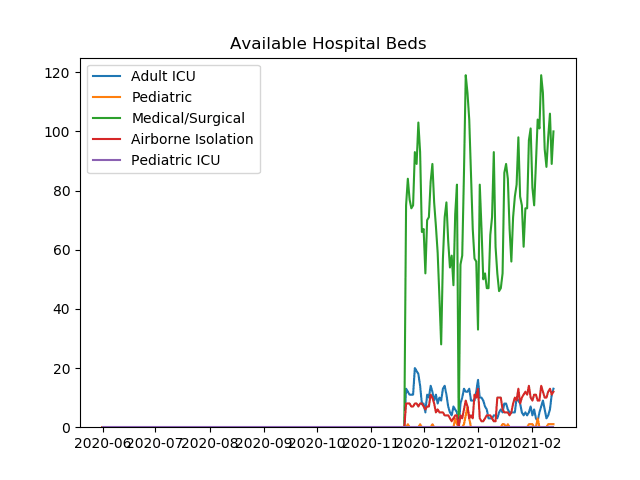 Available Hospital Beds
120
100
80
60
40
20
0
Adult ICU
Pediatric
Medical/Surgical
Airborne Isolation
Pediatric ICU
2020-06 2020-07 2020-08 2020-09 2020-10 2020-11 2020-12 2021-01 2021-02